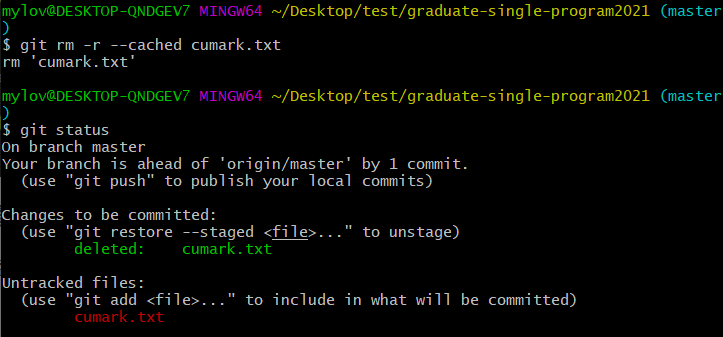 mylov@DESKTOP-QNDGEV7 MINGW64 ~/Desktop/test/graduate-single-program2021 (master
)
$ git rm -r --cached cumark.txt
rm 'cumark.txt'
mylov@DESKTOP-QNDGEV7 MINGW64 ~/Desktop/test/graduate-single-program2021 (master
)
$ git status
On branch master
Your branch is ahead of 'origin/master' by 1 commit.
  (use "git push" to publish your local commits)
Changes to be committed:
  (use "git restore --staged <file>..." to unstage)
        deleted:    cumark.txt
Untracked files:
  (use "git add <file>..." to include in what will be committed)
        cumark.txt